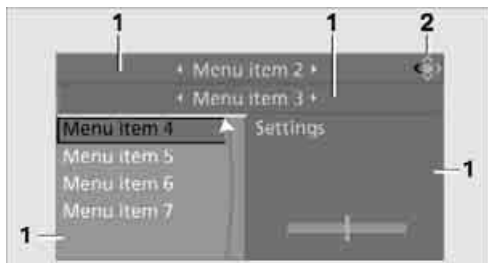 1 1 2
◂ Menu item 2 ▸
◂ Menu item 3 ▸
Menu item 4 Settings
Menu item 5
Menu item 6
1
Menu item 7
1